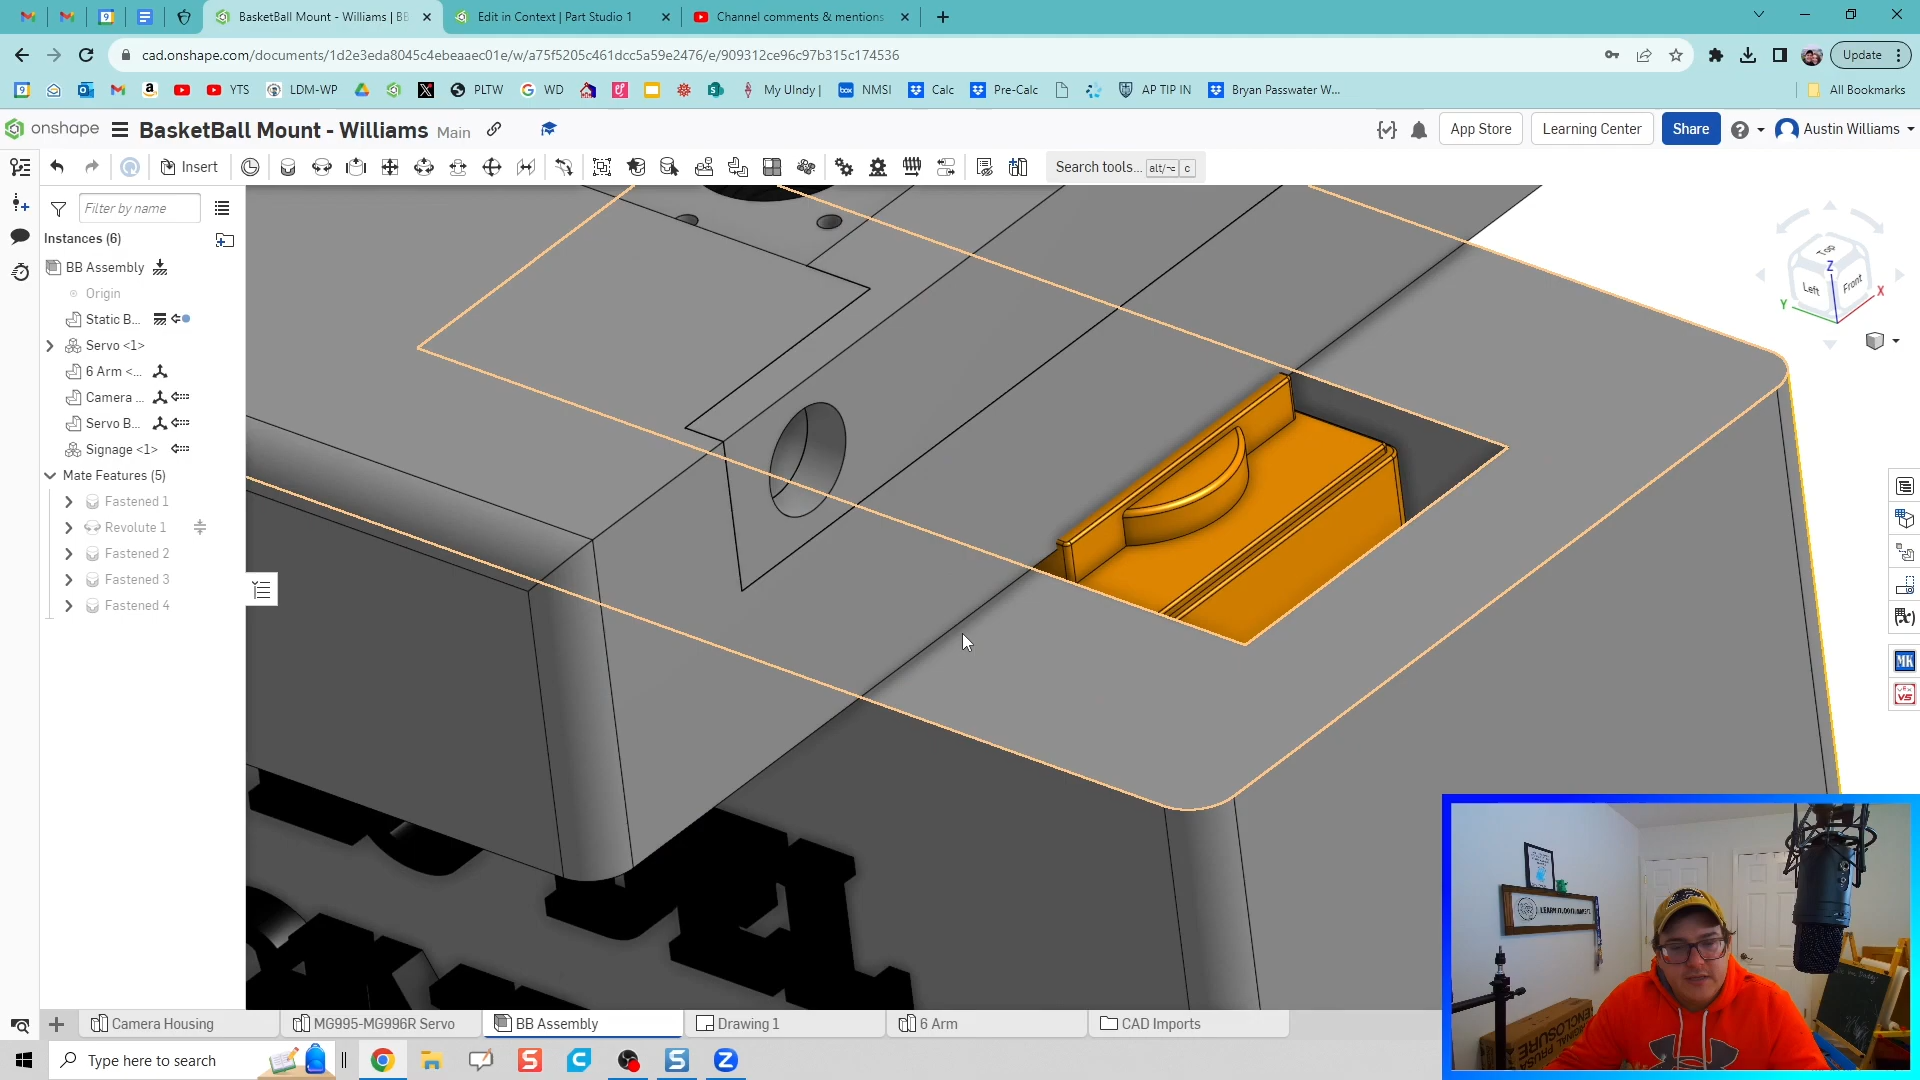 BasketBall Mount - Williams | BB
Edit in Context | Part Studio 1
Channel comments & mentions
cad.onshape.com/documents/1d2e3eda8045c4ebeaaec01e/w/a75f5205c461dcc5a59e2476/e/909312ce96c97b315c174536
Update
YTS
LDM-WP
PLTW
WD
My UIndy |
NMSI
Calc
Pre-Calc
AP TIP IN
Bryan Passwater W...
All Bookmarks
onshape
BasketBall Mount - Williams
Main
App Store
Learning Center
Share
Austin Williams
Insert
Search tools...
alt/⌥
c
Filter by name
Instances (6)
BB Assembly
Origin
Static B...
Servo <1>
6 Arm <...
Camera ...
Servo B...
Signage <1>
Mate Features (5)
Fastened 1
Revolute 1
Fastened 2
Fastened 3
Fastened 4
Top
Left
Front
Z
X
Y
MK
V5
Camera Housing
MG995-MG996R Servo
BB Assembly
Drawing 1
6 Arm
CAD Imports
Type here to search